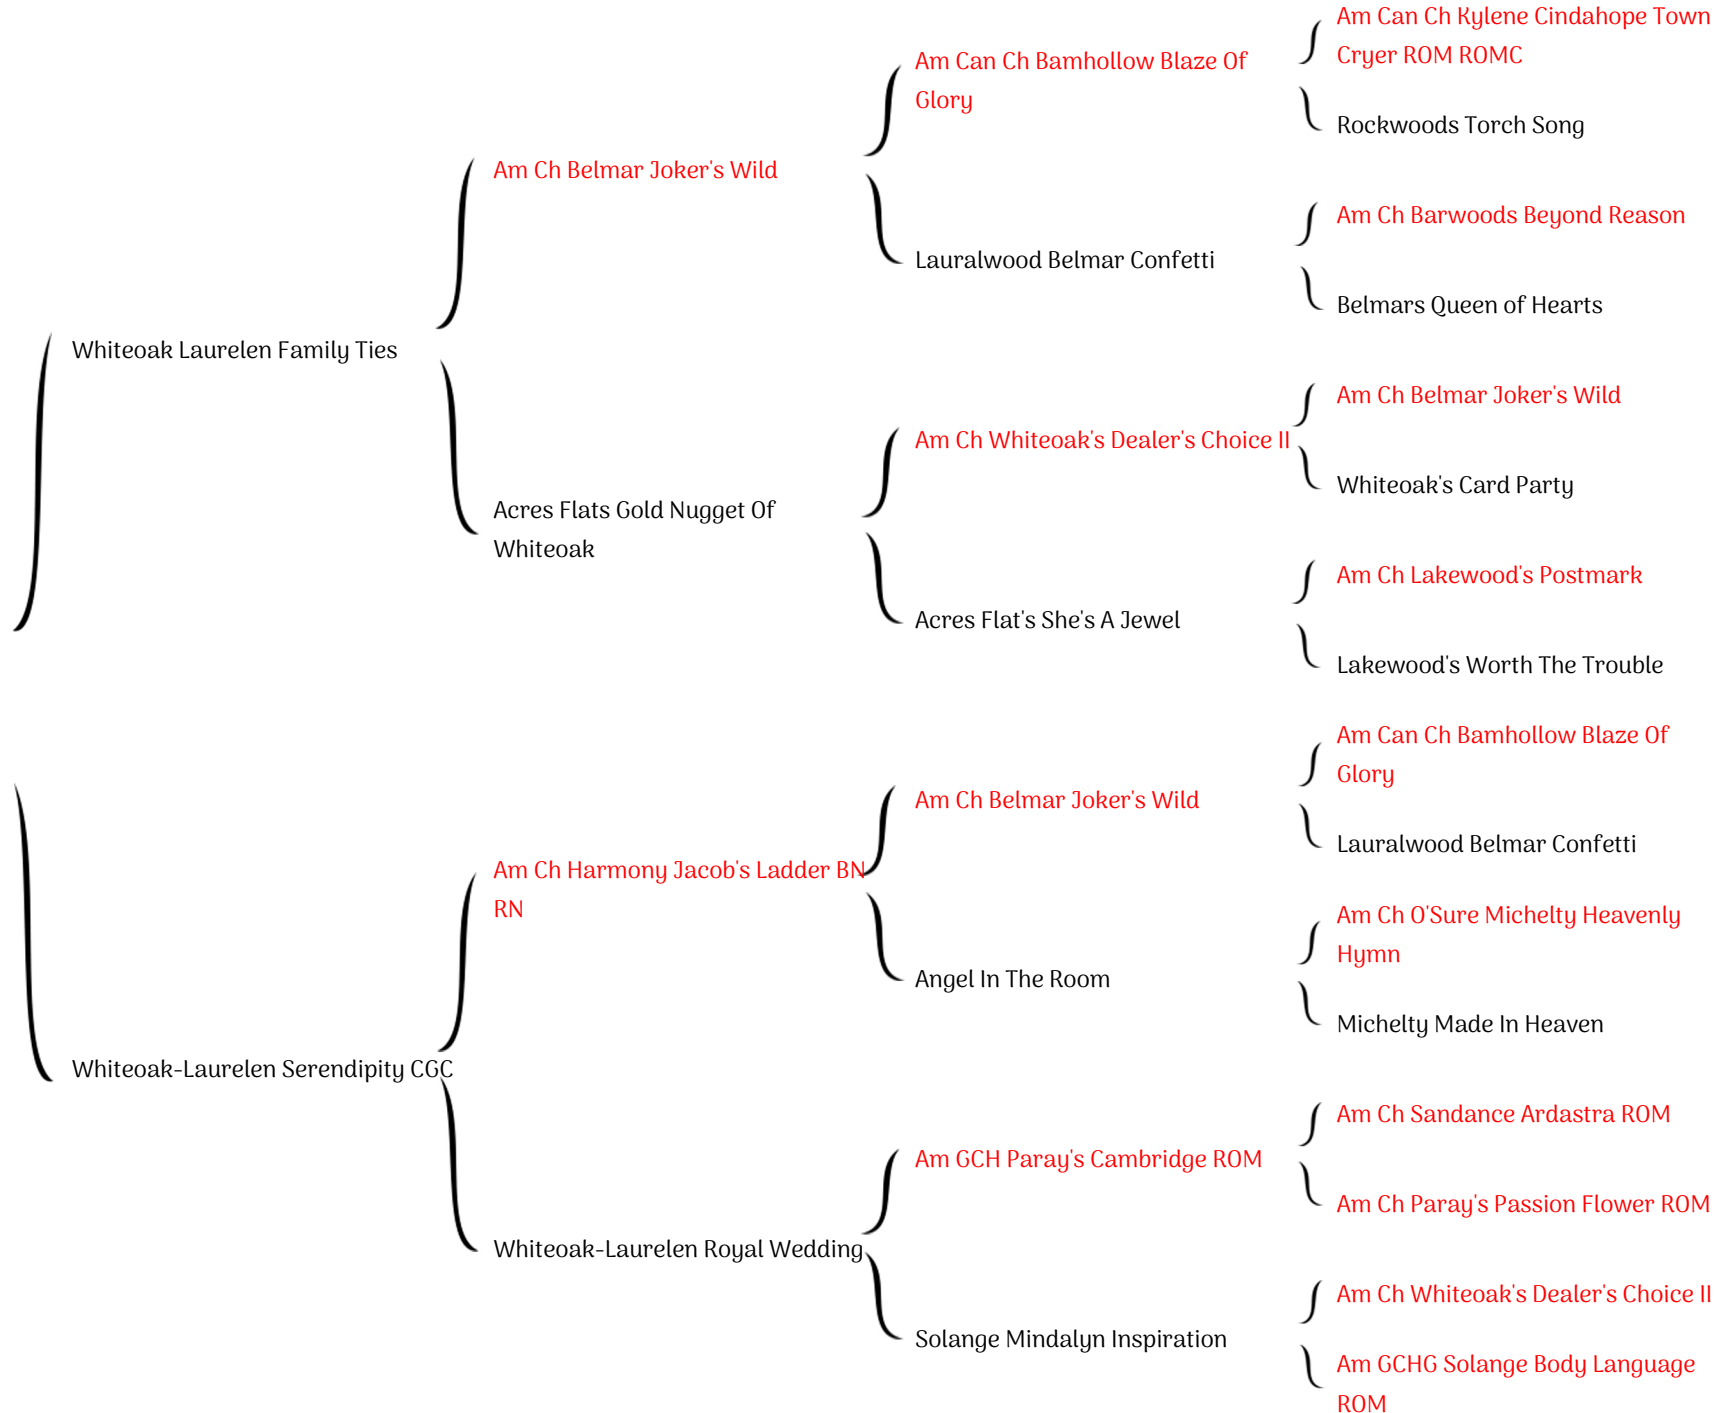 Am Can Ch Kylene Cindahope Town
Cryer ROM ROMC
Am Can Ch Bamhollow Blaze Of
Glory
Rockwoods Torch Song
Am Ch Belmar Joker's Wild
Am Ch Barwoods Beyond Reason
Lauralwood Belmar Confetti
Belmars Queen of Hearts
Whiteoak Laurelen Family Ties
Am Ch Belmar Joker's Wild
Am Ch Whiteoak's Dealer's Choice II
Whiteoak's Card Party
Acres Flats Gold Nugget Of
Whiteoak
Am Ch Lakewood's Postmark
Acres Flat's She's A Jewel
Lakewood's Worth The Trouble
Am Can Ch Bamhollow Blaze Of
Glory
Am Ch Belmar Joker's Wild
Lauralwood Belmar Confetti
Am Ch Harmony Jacob's Ladder BN
RN
Am Ch O'Sure Michelty Heavenly
Hymn
Angel In The Room
Michelty Made In Heaven
Whiteoak-Laurelen Serendipity CGC
Am Ch Sandance Ardastra ROM
Am GCH Paray's Cambridge ROM
Am Ch Paray's Passion Flower ROM
Whiteoak-Laurelen Royal Wedding
Am Ch Whiteoak's Dealer's Choice II
Solange Mindalyn Inspiration
Am GCHG Solange Body Language
ROM